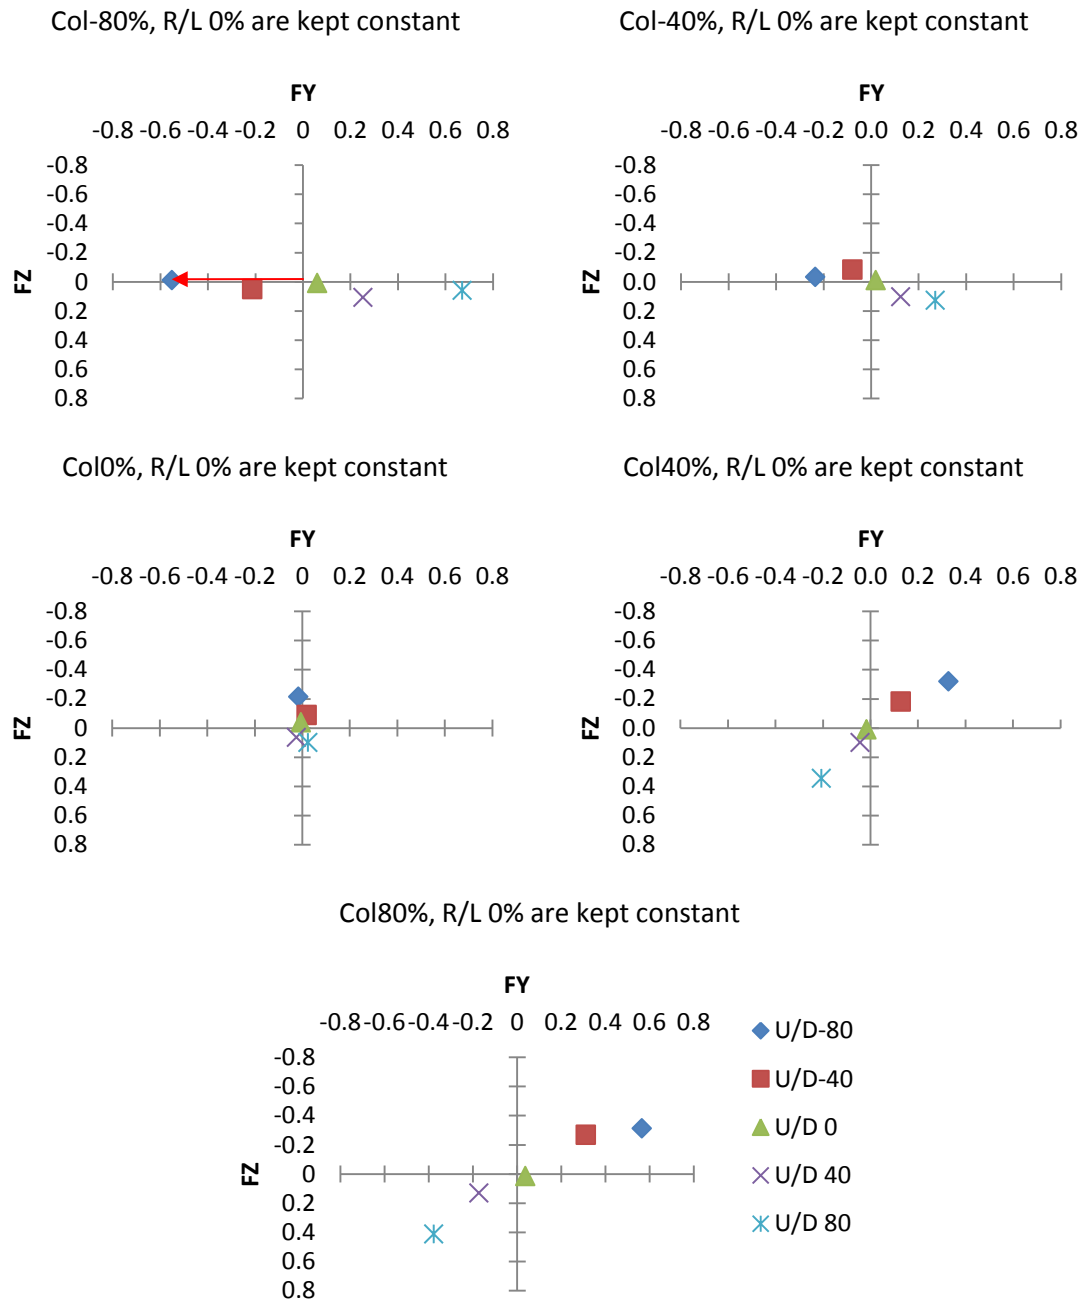 Col-80%, R/L 0% are kept constant
FY
-0.8 -0.6 -0.4 -0.2 0 0.2 0.4 0.6 0.8
-0.8
-0.6
-0.4
-0.2
0
0.2
0.4
0.6
0.8
FZ
Col-40%, R/L 0% are kept constant
FY
-0.8 -0.6 -0.4 -0.2 0.0 0.2 0.4 0.6 0.8
-0.8
-0.6
-0.4
-0.2
0
0.2
0.4
0.6
0.8
FZ
Col0%, R/L 0% are kept constant
FY
-0.8 -0.6 -0.4 -0.2 0 0.2 0.4 0.6 0.8
-0.8
-0.6
-0.4
-0.2
0
0.2
0.4
0.6
0.8
FZ
Col40%, R/L 0% are kept constant
FY
-0.8 -0.6 -0.4 -0.2 0.0 0.2 0.4 0.6 0.8
-0.8
-0.6
-0.4
-0.2
0.0
0.2
0.4
0.6
0.8
FZ
Col80%, R/L 0% are kept constant
FY
-0.8 -0.6 -0.4 -0.2 0 0.2 0.4 0.6 0.8
-0.8
-0.6
-0.4
-0.2
0
0.2
0.4
0.6
0.8
FZ
U/D-80
U/D-40
U/D 0
U/D 40
U/D 80